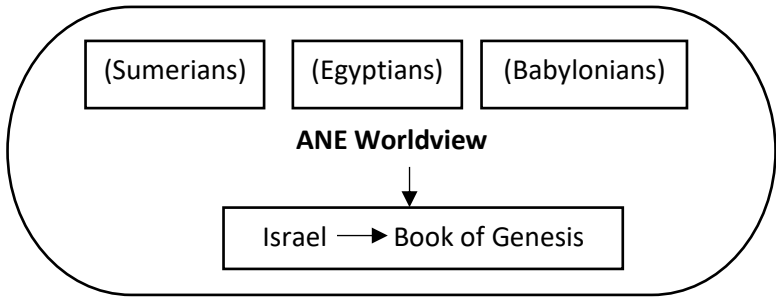 (Sumerians) (Egyptians) (Babylonians)
ANE Worldview
Israel Book of Genesis